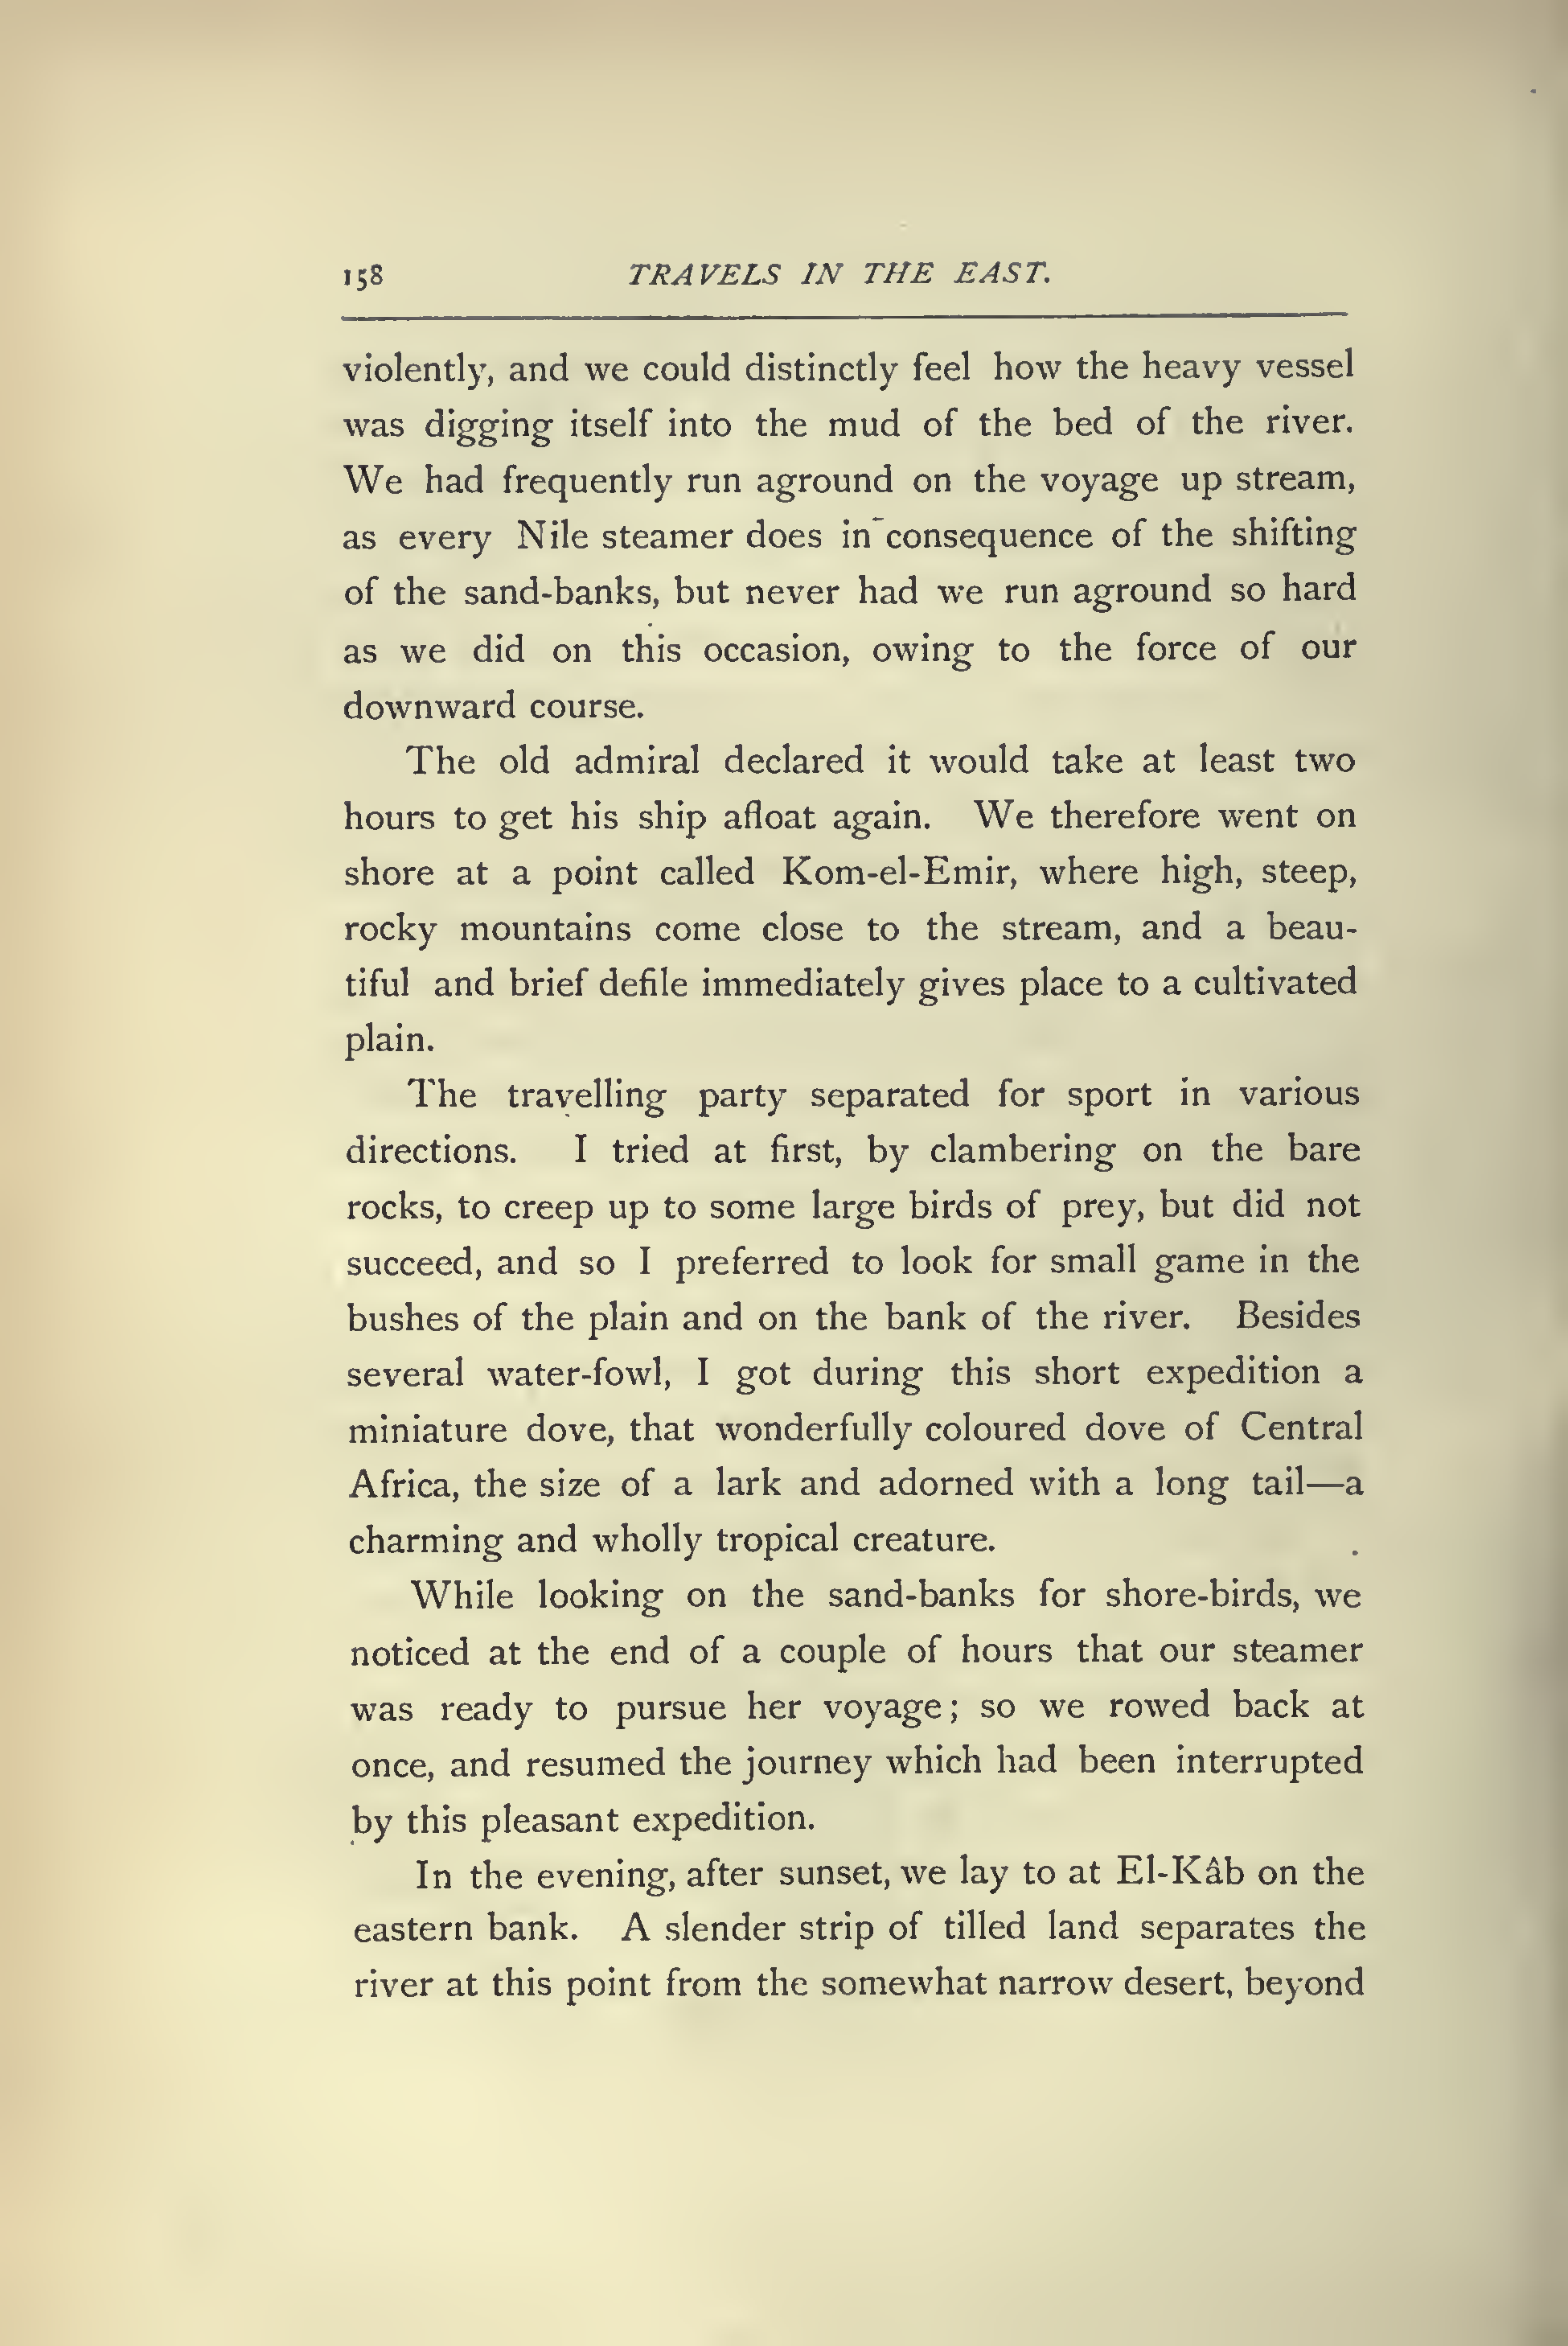 158 TRAVELS IN THE EAST.
violently, and we could distinctly feel how the heavy vessel
was digging itself into the mud of the bed of the river.
We had frequently run aground on the voyage up stream,
as every Nile steamer does in consequence of the shifting
of the sand-banks, but never had we run aground so hard
as we did on this occasion, owing to the force of our
downward course.
The old admiral declared it would take at least two
hours to get his ship afloat again. We therefore went on
shore at a point called Kom-el-Emir, where high, steep,
rocky mountains come close to the stream, and a beau-
tiful and brief defile immediately gives place to a cultivated
plain.
The travelling party separated for sport in various
directions. I tried at first, by clambering on the bare
rocks, to creep up to some large birds of prey, but did not
succeed, and so I preferred to look for small game in the
bushes of the plain and on the bank of the river. Besides
several water-fowl, I got during this short expedition a
miniature dove, that wonderfully coloured dove of Central
Africa, the size of a lark and adorned with a long tail—a
charming and wholly tropical creature.
While looking on the sand-banks for shore-birds, we
noticed at the end of a couple of hours that our steamer
was ready to pursue her voyage; so we rowed back at
once, and resumed the journey which had been interrupted
by this pleasant expedition.
In the evening, after sunset, we lay to at El-Kâb on the
eastern bank. A slender strip of tilled land separates the
river at this point from the somewhat narrow desert, beyond